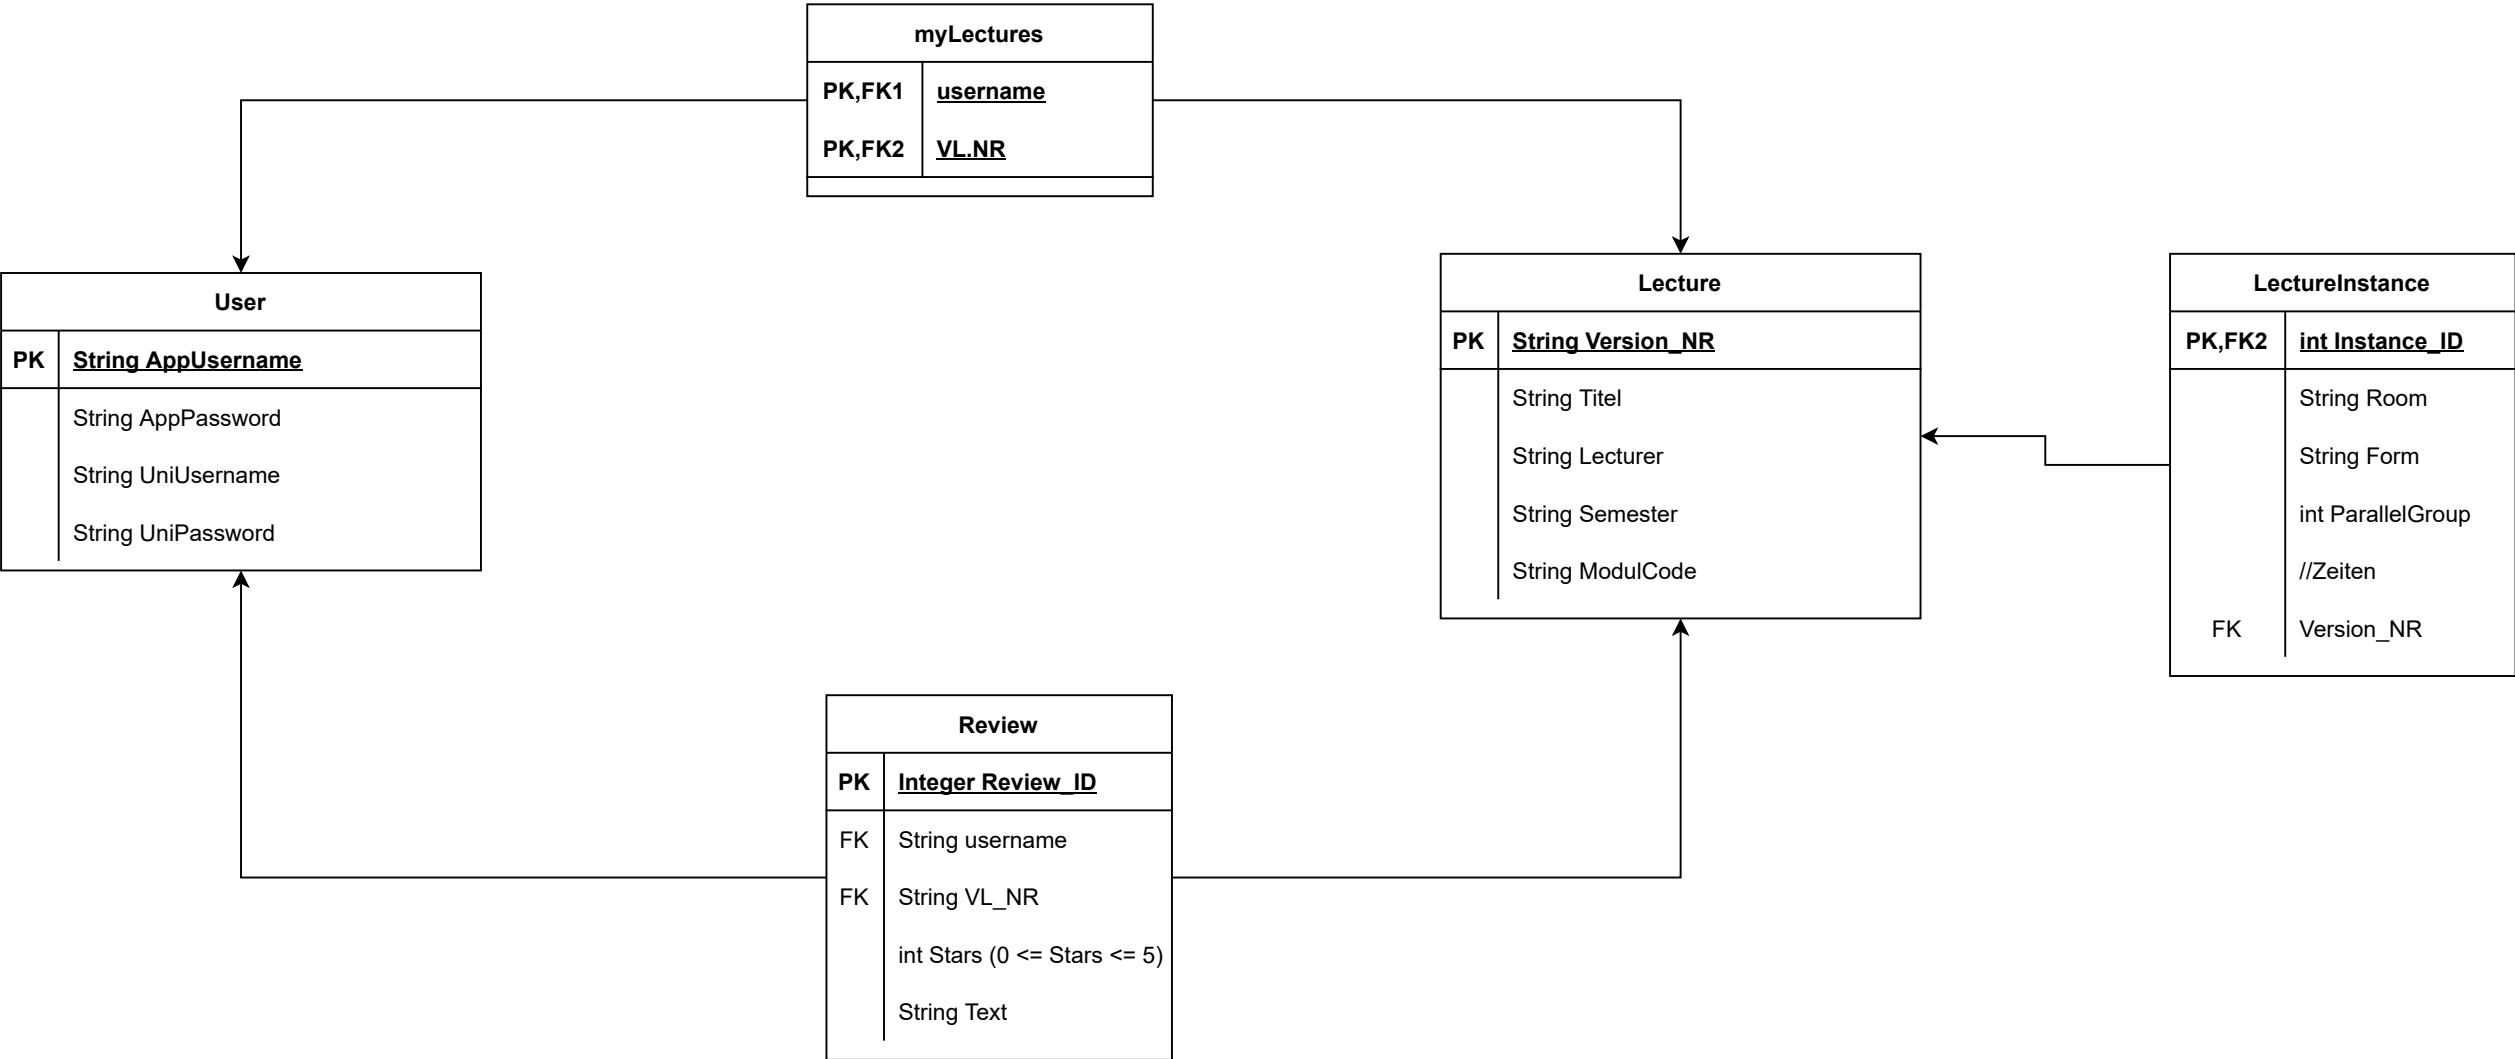 myLectures
PK,FK1 username
PK,FK2 VL.NR
User
PK String AppUsername
String AppPassword
String UniUsername
String UniPassword
Lecture
PK String Version_NR
String Titel
String Lecturer
String Semester
String ModulCode
LectureInstance
PK,FK2 int Instance_ID
String Room
String Form
int ParallelGroup
//Zeiten
FK Version_NR
Review
PK Integer Review_ID
FK String username
FK String VL_NR
int Stars (0 <= Stars <= 5)
String Text